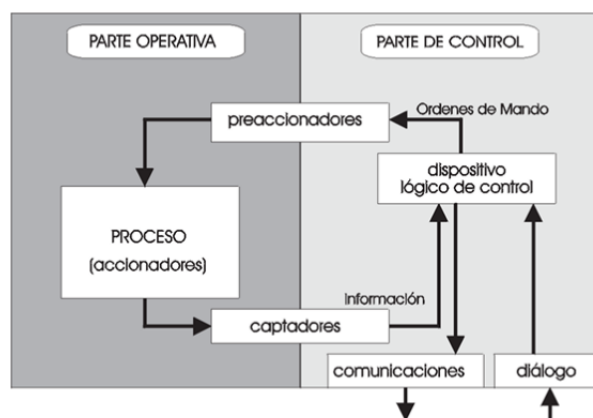 PARTE OPERATIVA
PARTE DE CONTROL
preaccionadores
Ordenes de Mando
dispositivo
lógico de control
PROCESO
(accionadores)
Información
captadores
comunicaciones
diálogo